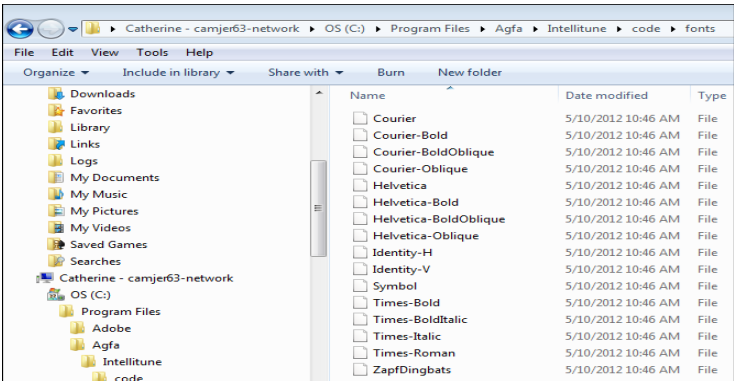 Catherine - camjer63-network ▸ OS (C:) ▸ Program Files ▸ Agfa ▸ Intellitune ▸ code ▸ fonts
File Edit View Tools Help
Organize Include in library Share with Burn New folder
Downloads
Favorites
Library
Links
Logs
My Documents
My Music
My Pictures
My Videos
Saved Games
Searches
Catherine - camjer63-network
OS (C:)
Program Files
Adobe
Agfa
Intellitune
code
Name Date modified Type
Courier 5/10/2012 10:46 AM File
Courier-Bold 5/10/2012 10:46 AM File
Courier-BoldOblique 5/10/2012 10:46 AM File
Courier-Oblique 5/10/2012 10:46 AM File
Helvetica 5/10/2012 10:46 AM File
Helvetica-Bold 5/10/2012 10:46 AM File
Helvetica-BoldOblique 5/10/2012 10:46 AM File
Helvetica-Oblique 5/10/2012 10:46 AM File
Identity-H 5/10/2012 10:46 AM File
Identity-V 5/10/2012 10:46 AM File
Symbol 5/10/2012 10:46 AM File
Times-Bold 5/10/2012 10:46 AM File
Times-BoldItalic 5/10/2012 10:46 AM File
Times-Italic 5/10/2012 10:46 AM File
Times-Roman 5/10/2012 10:46 AM File
ZapfDingbats 5/10/2012 10:46 AM File